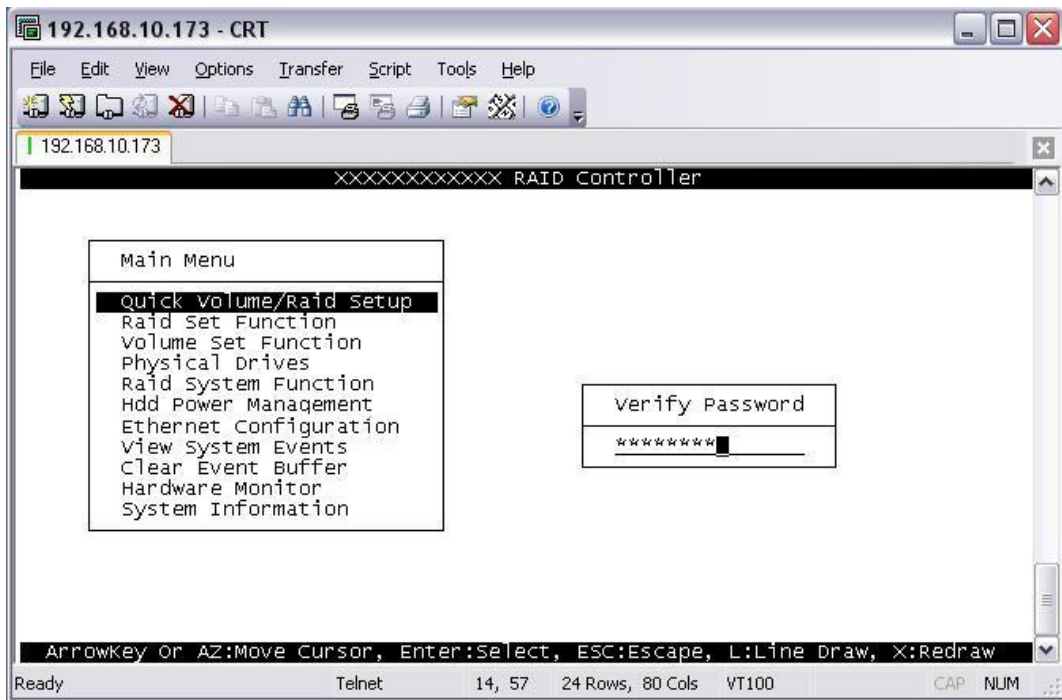 192.168.10.173 - CRT
File Edit View Options Transfer Script Tools Help
192.168.10.173
XXXXXXXXXXXX RAID Controller
Main Menu
Quick Volume/Raid Setup
Raid Set Function
Volume Set Function
Physical Drives
Raid System Function
Hdd Power Management
Ethernet Configuration
View System Events
Clear Event Buffer
Hardware Monitor
System Information
Verify Password
********
ArrowKey Or AZ:Move Cursor, Enter:Select, ESC:Escape, L:Line Draw, X:Redraw
Ready Telnet 14, 57 24 Rows, 80 Cols VT100 CAP NUM